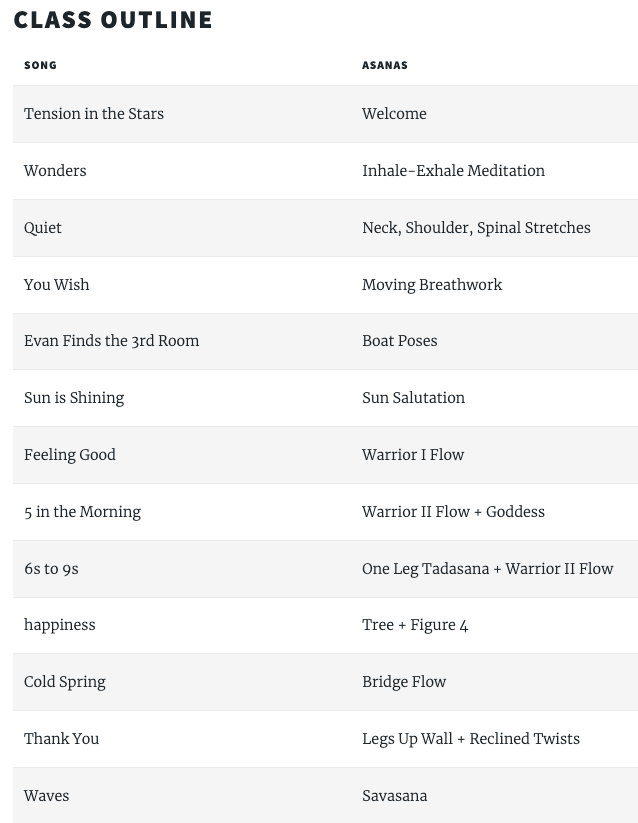 CLASS OUTLINE
SONG ASANAS
Tension in the Stars Welcome
Wonders Inhale-Exhale Meditation
Quiet Neck, Shoulder, Spinal Stretches
You Wish Moving Breathwork
Evan Finds the 3rd Room Boat Poses
Sun is Shining Sun Salutation
Feeling Good Warrior I Flow
5 in the Morning Warrior II Flow + Goddess
6s to 9s One Leg Tadasana + Warrior II Flow
happiness Tree + Figure 4
Cold Spring Bridge Flow
Thank You Legs Up Wall + Reclined Twists
Waves Savasana